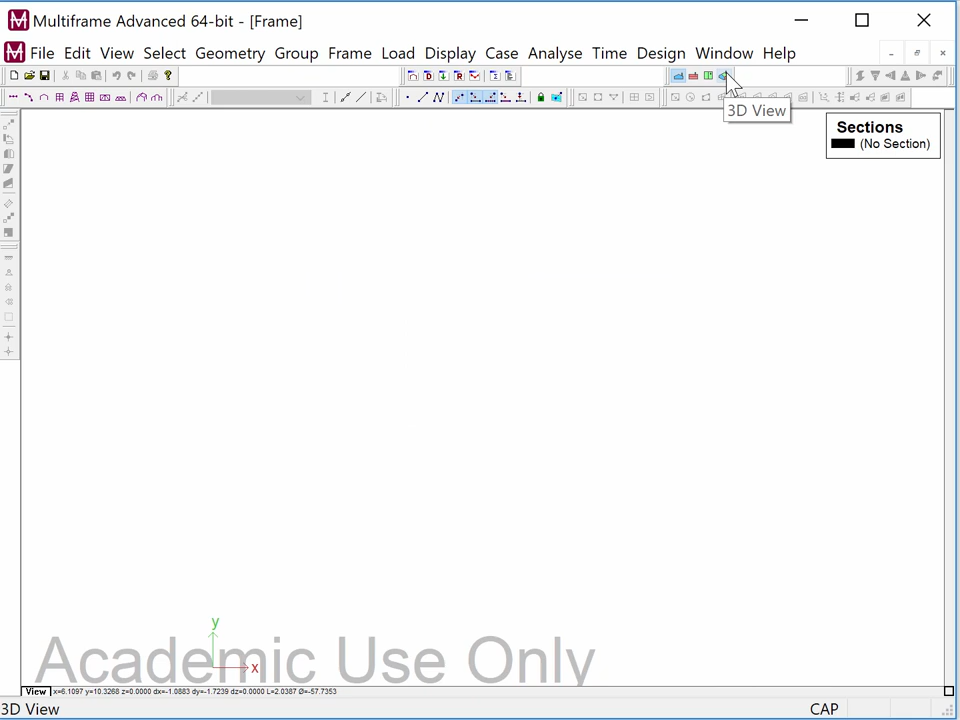 Multiframe Advanced 64-bit - [Frame]
File Edit View Select Geometry Group Frame Load Display Case Analyse Time Design Window Help
3D View
Sections
(No Section)
y
x
Academic Use Only
View x=6.1097 y=10.3268 z=0.0000 dx=-1.0883 dy=-1.7239 dz=0.0000 L=2.0387 Ø=-57.7353
3D View CAP